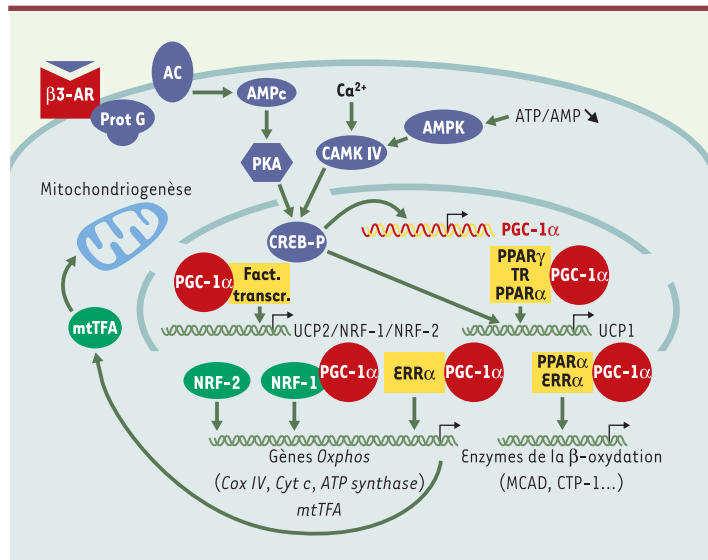 β3-AR
Prot G
AC
AMPc
PKA
Ca²⁺
CAMK IV
AMPK
ATP/AMP ↘
Mitochondriogenèse
CREB-P
PGC-1α
PGC-1α
Fact.
transcr.
UCP2/NRF-1/NRF-2
PPARγ
TR
PPARα
PGC-1α
UCP1
mtTFA
NRF-2
NRF-1
PGC-1α
ERRα
PGC-1α
PPARα
ERRα
PGC-1α
Gènes Oxphos
(Cox IV, Cyt c, ATP synthase)
mtTFA
Enzymes de la β-oxydation
(MCAD, CTP-1...)